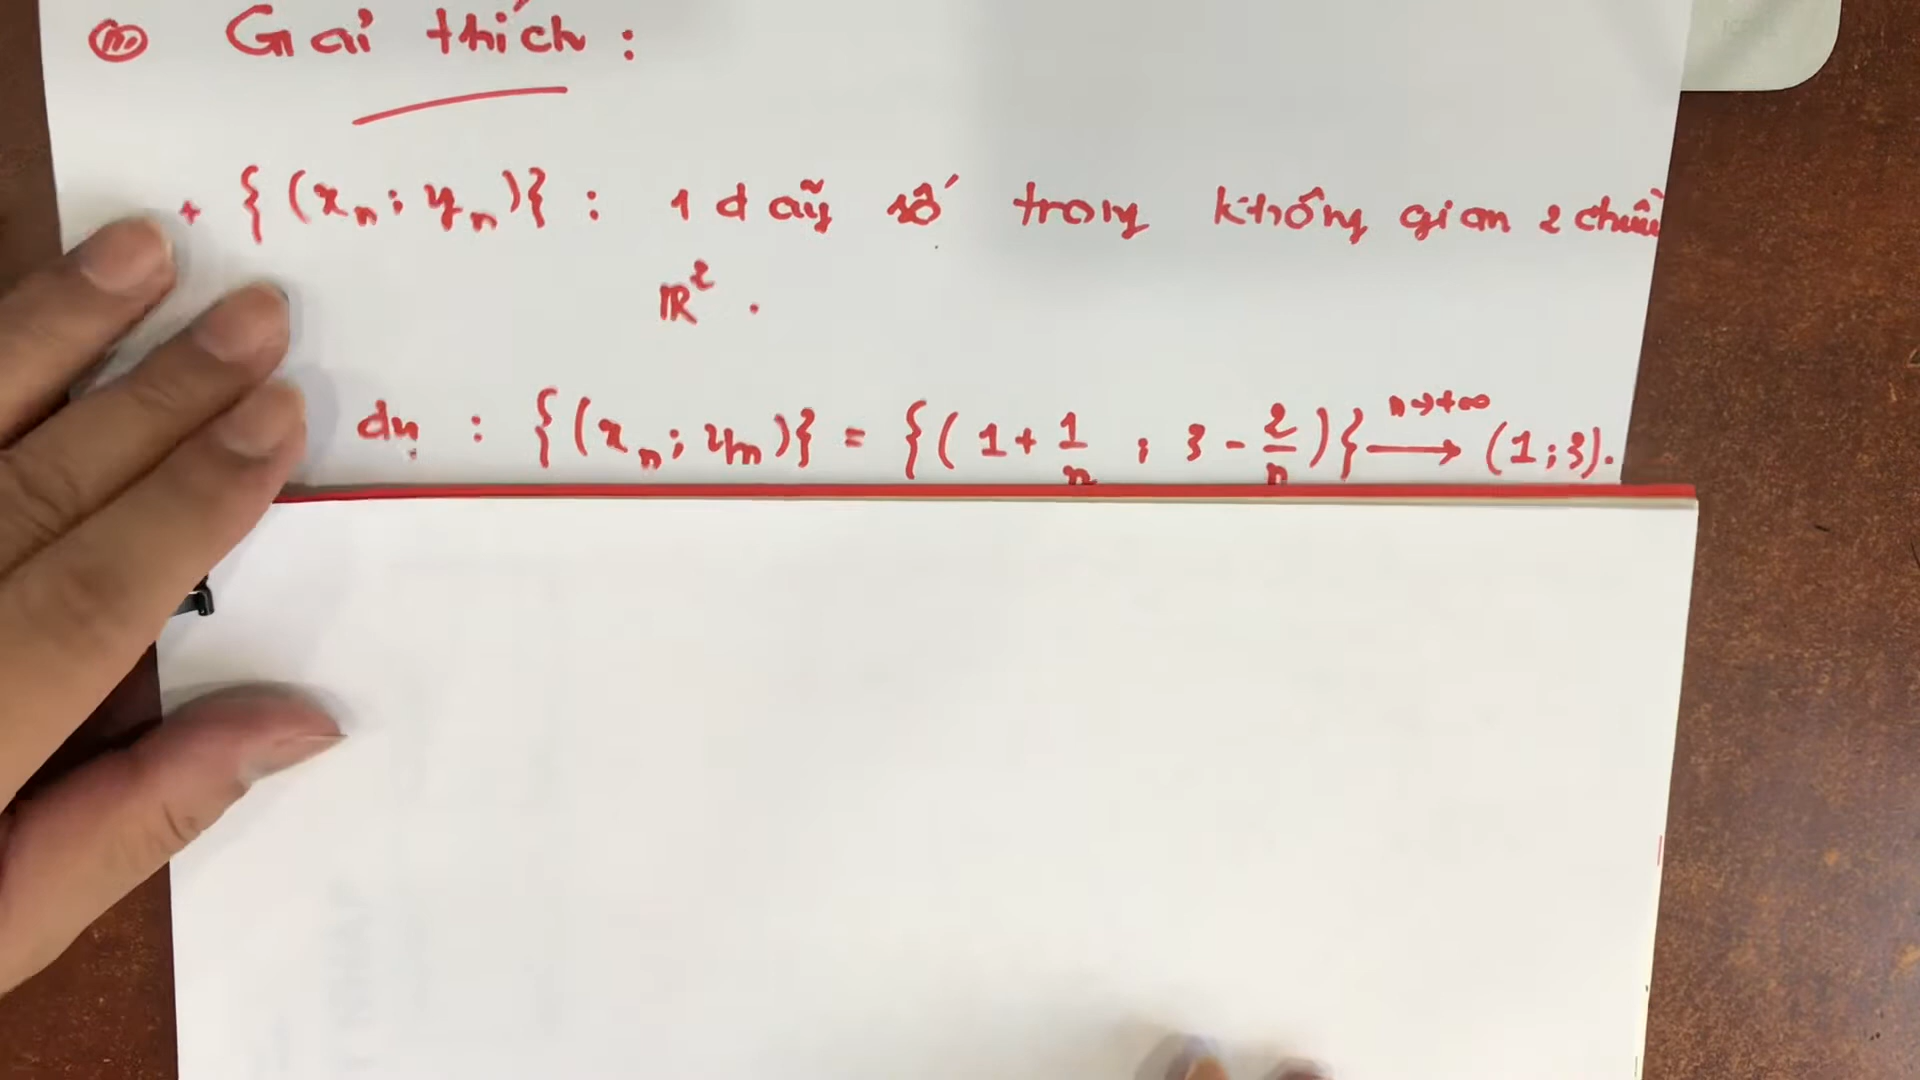 Giải thích :
+ {(xₙ; yₙ)} : 1 dãy số trong không gian 2 chiều
ℝ² .
dụ : {(xₙ; yₙ)} = {(1 + 1/n ; 3 - 2/n)} n→+∞ ⟶ (1;3).